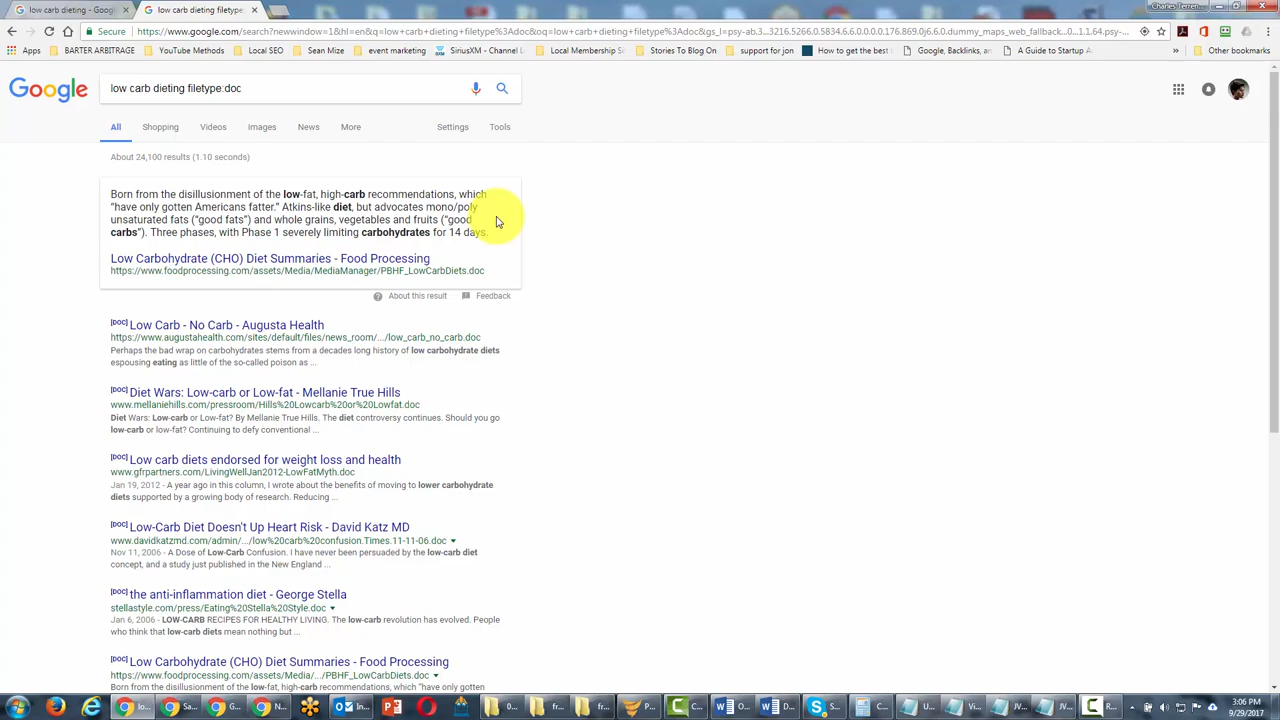 low carb dieting - Google
low carb dieting filetype:
Charles Terren...
Secure
https://www.google.com/search?newwindow=1&hl=en&q=low+carb+dieting+filetype%3Adoc&oq=low+carb+dieting+filetype%3Adoc&gs_l=psy-ab.3...3216.5266.0.5834.6.6.0.0.0.0.176.869.0j6.6.0.dummy_maps_web_fallback...0...1.1.64.psy-...
Apps
BARTER ARBITRAGE
YouTube Methods
Local SEO
Sean Mize
event marketing
SiriusXM - Channel L
Local Membership Si
Stories To Blog On
support for jon
How to get the best
Google, Backlinks, an
A Guide to Startup A
Other bookmarks
Google
low carb dieting filetype:doc
All
Shopping
Videos
Images
News
More
Settings
Tools
About 24,100 results (1.10 seconds)
Born from the disillusionment of the low-fat, high-carb recommendations, which
"have only gotten Americans fatter." Atkins-like diet, but advocates mono/poly
unsaturated fats ("good fats") and whole grains, vegetables and fruits ("good
carbs"). Three phases, with Phase 1 severely limiting carbohydrates for 14 days.
Low Carbohydrate (CHO) Diet Summaries - Food Processing
https://www.foodprocessing.com/assets/Media/MediaManager/PBHF_LowCarbDiets.doc
About this result
Feedback
[DOC] Low Carb - No Carb - Augusta Health
https://www.augustahealth.com/sites/default/files/news_room/.../low_carb_no_carb.doc
Perhaps the bad wrap on carbohydrates stems from a decades long history of low carbohydrate diets
espousing eating as little of the so-called poison as ...
[DOC] Diet Wars: Low-carb or Low-fat - Mellanie True Hills
www.mellaniehills.com/pressroom/Hills%20Lowcarb%20or%20Lowfat.doc
Diet Wars: Low-carb or Low-fat? By Mellanie True Hills. The diet controversy continues. Should you go
low-carb or low-fat? Continuing to defy conventional ...
[DOC] Low carb diets endorsed for weight loss and health
www.gfrpartners.com/LivingWellJan2012-LowFatMyth.doc
Jan 19, 2012 - A year ago in this column, I wrote about the benefits of moving to lower carbohydrate
diets supported by a growing body of research. Reducing ...
[DOC] Low-Carb Diet Doesn't Up Heart Risk - David Katz MD
www.davidkatzmd.com/admin/.../low%20carb%20confusion.Times.11-11-06.doc
Nov 11, 2006 - A Dose of Low-Carb Confusion. I have never been persuaded by the low-carb diet
concept, and a study just published in the New England ...
[DOC] the anti-inflammation diet - George Stella
stellastyle.com/press/Eating%20Stella%20Style.doc
Jan 6, 2006 - LOW-CARB RECIPES FOR HEALTHY LIVING. The low-carb revolution has evolved. People
who think that low-carb diets mean nothing but ...
[DOC] Low Carbohydrate (CHO) Diet Summaries - Food Processing
https://www.foodprocessing.com/assets/Media/.../PBHF_LowCarbDiets.doc
Born from the disillusionment of the low-fat, high-carb recommendations, which "have only gotten
lo...
Sa...
G...
N...
In...
0...
fr...
fr...
P...
C...
O...
D...
S...
C...
U...
Vi...
JV...
JV...
R...
3:06 PM
9/29/2017